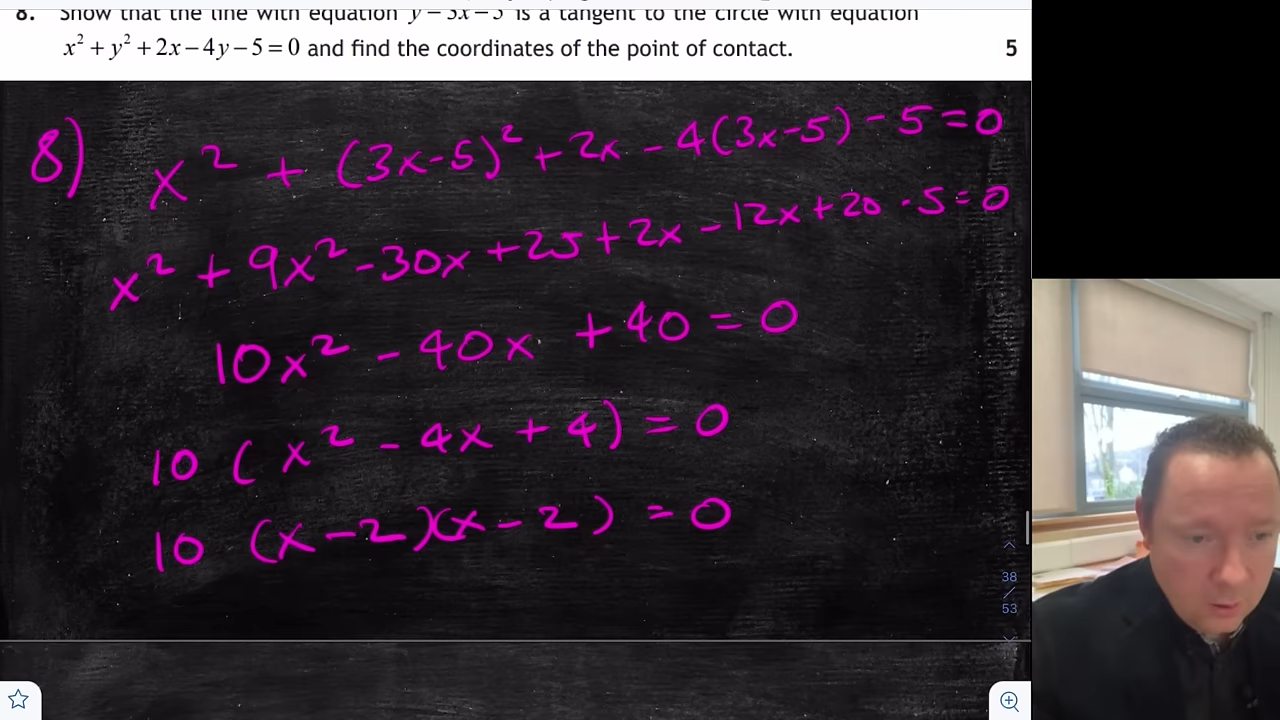 8. Show that the line with equation y = 3x – 5 is a tangent to the circle with equation
x² + y² + 2x – 4y – 5 = 0 and find the coordinates of the point of contact. 5
8) x² + (3x-5)² + 2x - 4(3x-5) - 5 = 0
x² + 9x² - 30x + 25 + 2x - 12x + 20 - 5 = 0
10x² - 40x + 40 = 0
10 (x² - 4x + 4) = 0
10 (x-2)(x-2) = 0
38
/
53